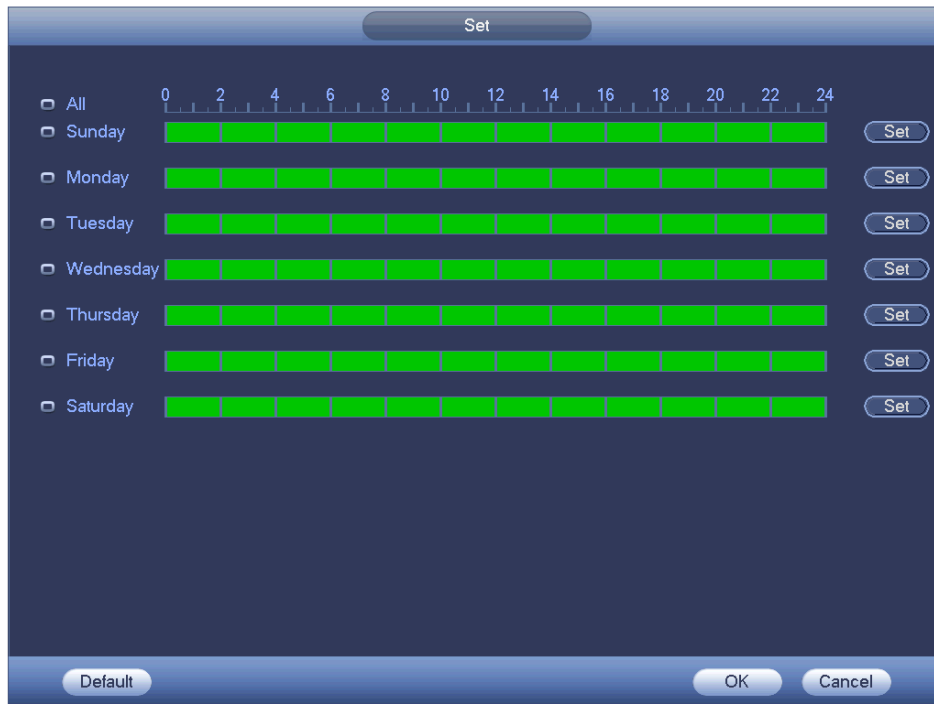 Set
All 0 2 4 6 8 10 12 14 16 18 20 22 24
Sunday Set
Monday Set
Tuesday Set
Wednesday Set
Thursday Set
Friday Set
Saturday Set
Default OK Cancel